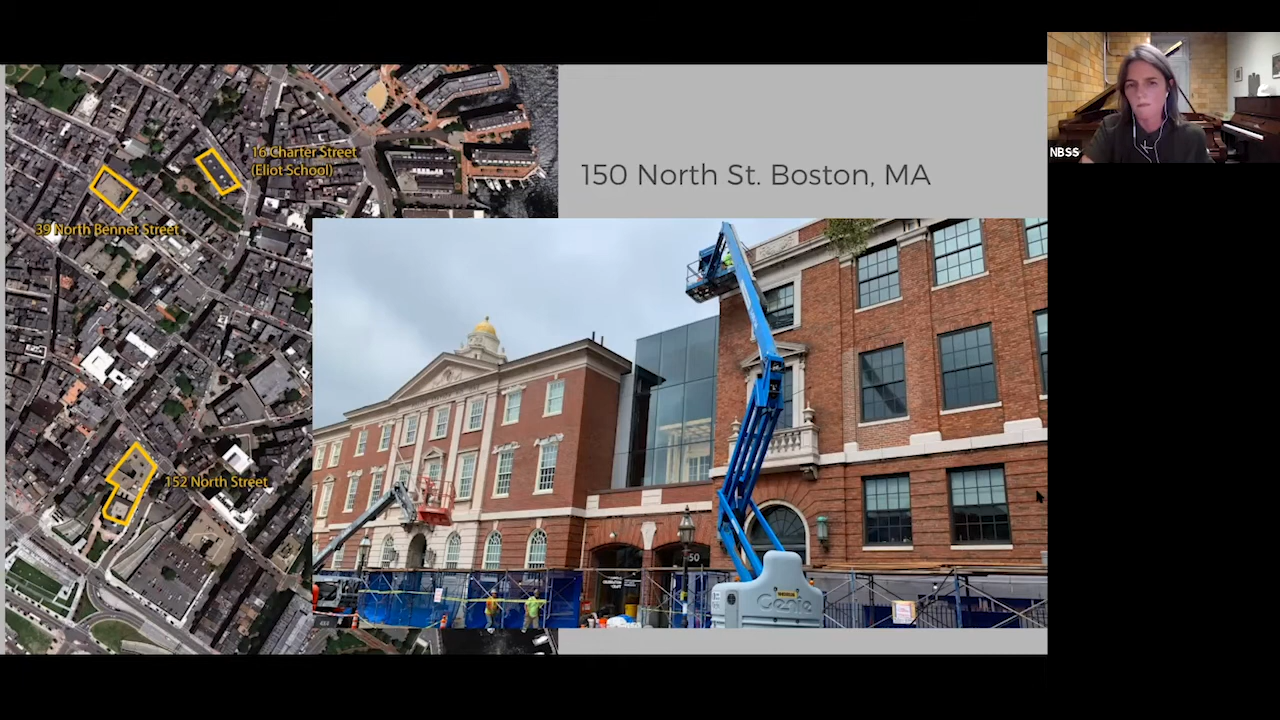 16 Charter Street
(Eliot School)
39 North Bennet Street
152 North Street
150 North St. Boston, MA
Genie
NBSS